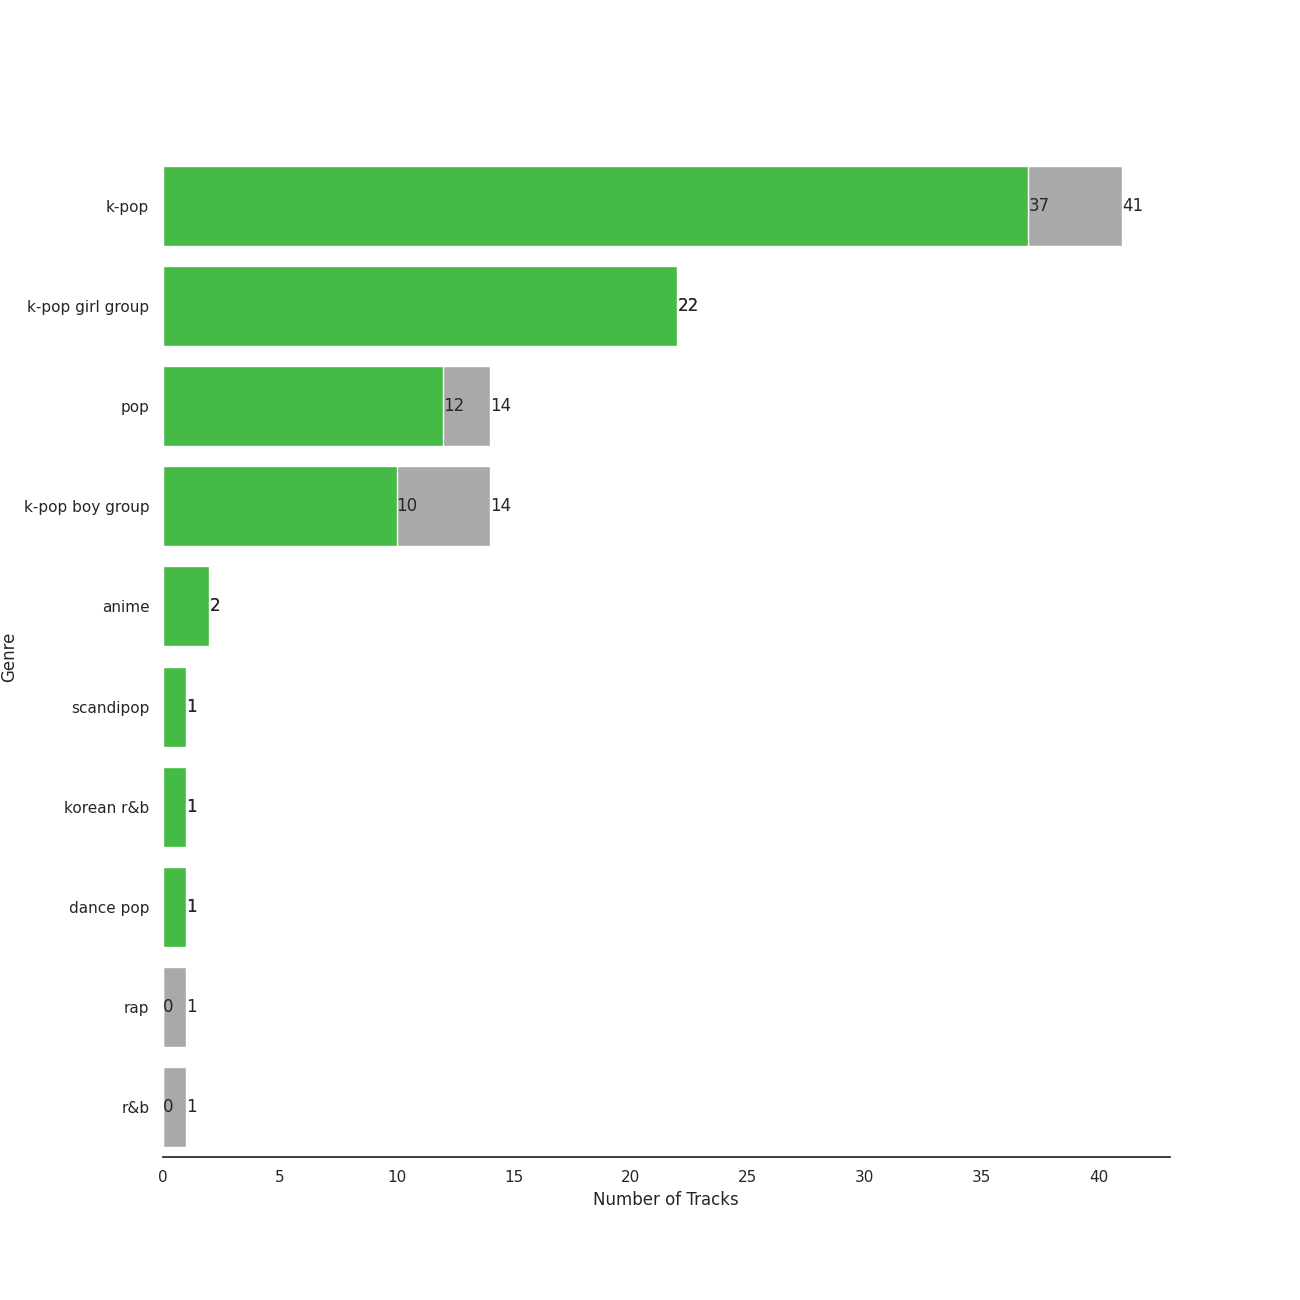 k-pop 37 41
k-pop girl group 22
pop 12 14
k-pop boy group 10 14
anime 2
scandipop 1
korean r&b 1
dance pop 1
rap 0 1
r&b 0 1
Genre
0 5 10 15 20 25 30 35 40
Number of Tracks